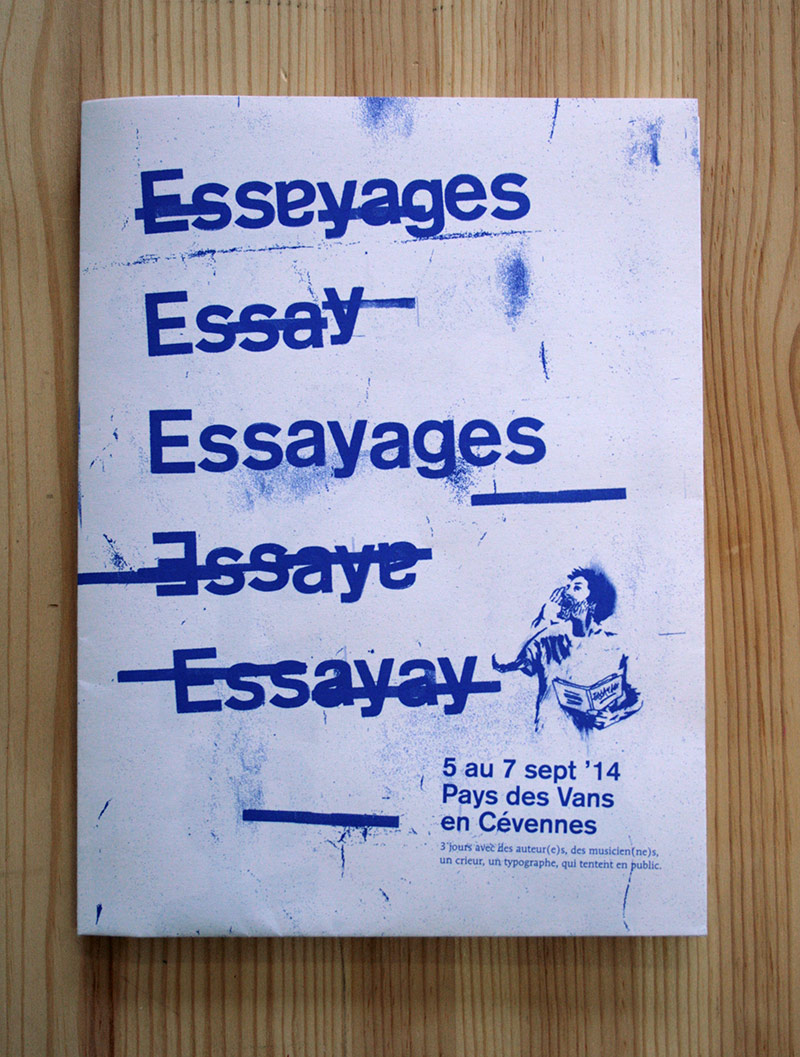 Essayages
Essay
Essayages
Essaye
Essayay
5 au 7 sept ’14
Pays des Vans
en Cévennes
3 jours avec des auteur(e)s, des musicien(ne)s,
un crieur, un typographe, qui tentent en public.